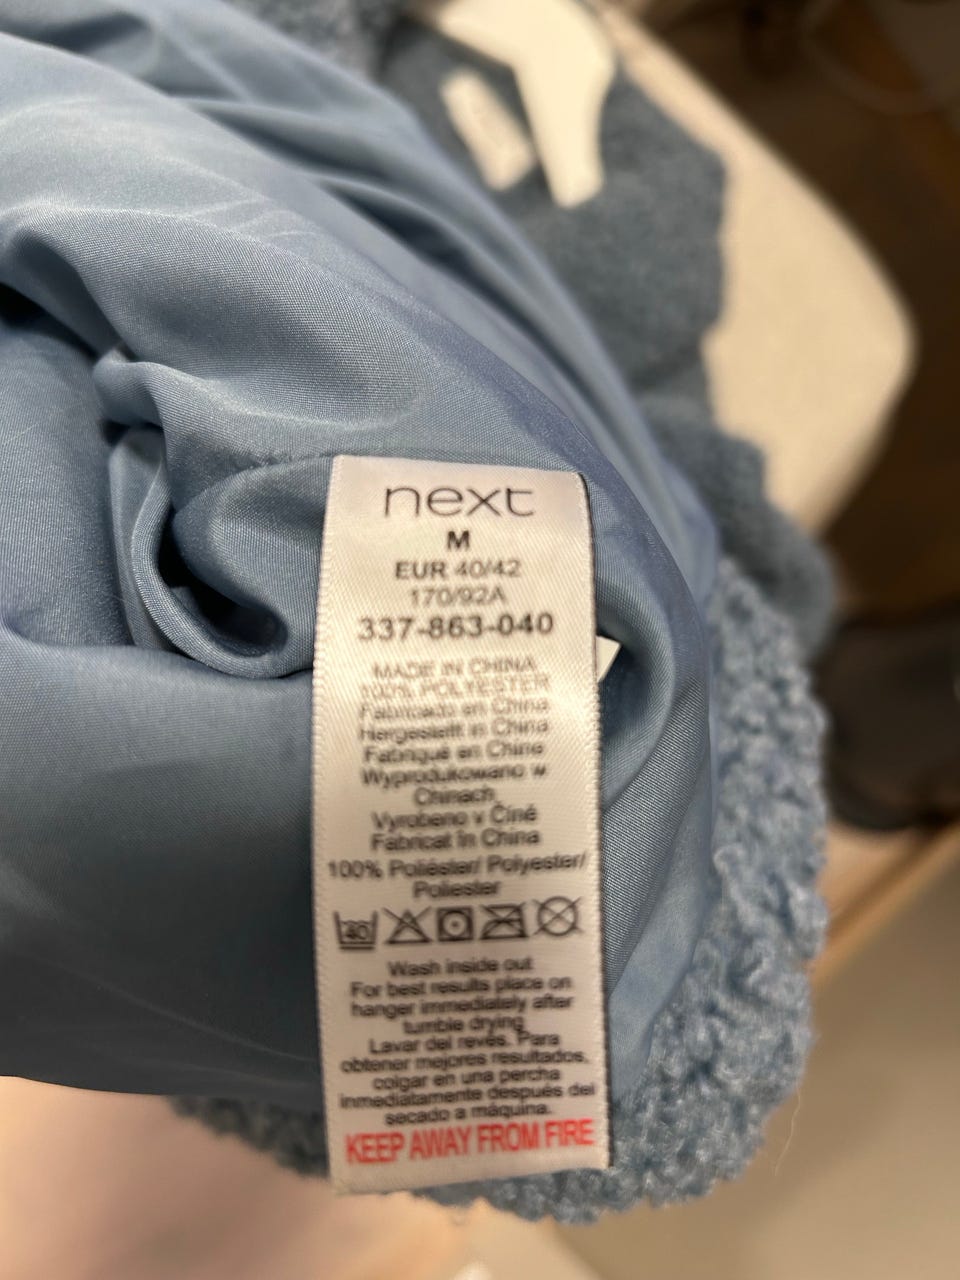 next
M
EUR 40/42
170/92A
337-863-040
MADE IN CHINA
100% POLYESTER
Fabricado en China
Hergestellt in China
Fabriqué en Chine
Wyprodukowano w
Chinach
Vyrobeno v Číně
Fabricat în China
100% Poliéster/ Polyester/
Poliester
40
Wash inside out
For best results place on
hanger immediately after
tumble drying
Lavar del revés. Para
obtener mejores resultados,
colgar en una percha
inmediatamente después del
secado a máquina.
KEEP AWAY FROM FIRE